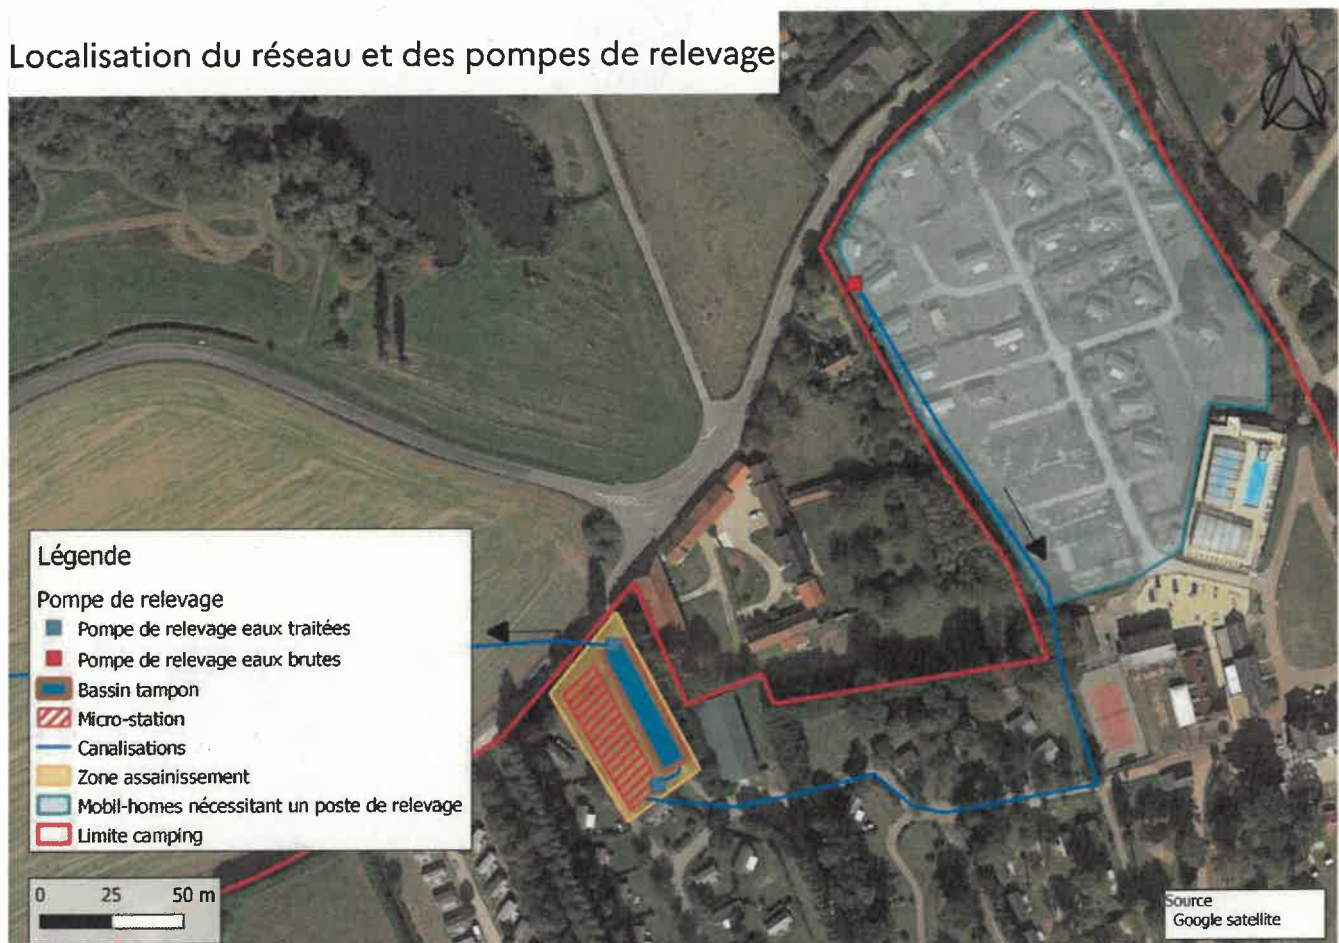 Localisation du réseau et des pompes de relevage
Légende
Pompe de relevage
Pompe de relevage eaux traitées
Pompe de relevage eaux brutes
Bassin tampon
Micro-station
Canalisations
Zone assainissement
Mobil-homes nécessitant un poste de relevage
Limite camping
0 25 50 m
Source
Google satellite